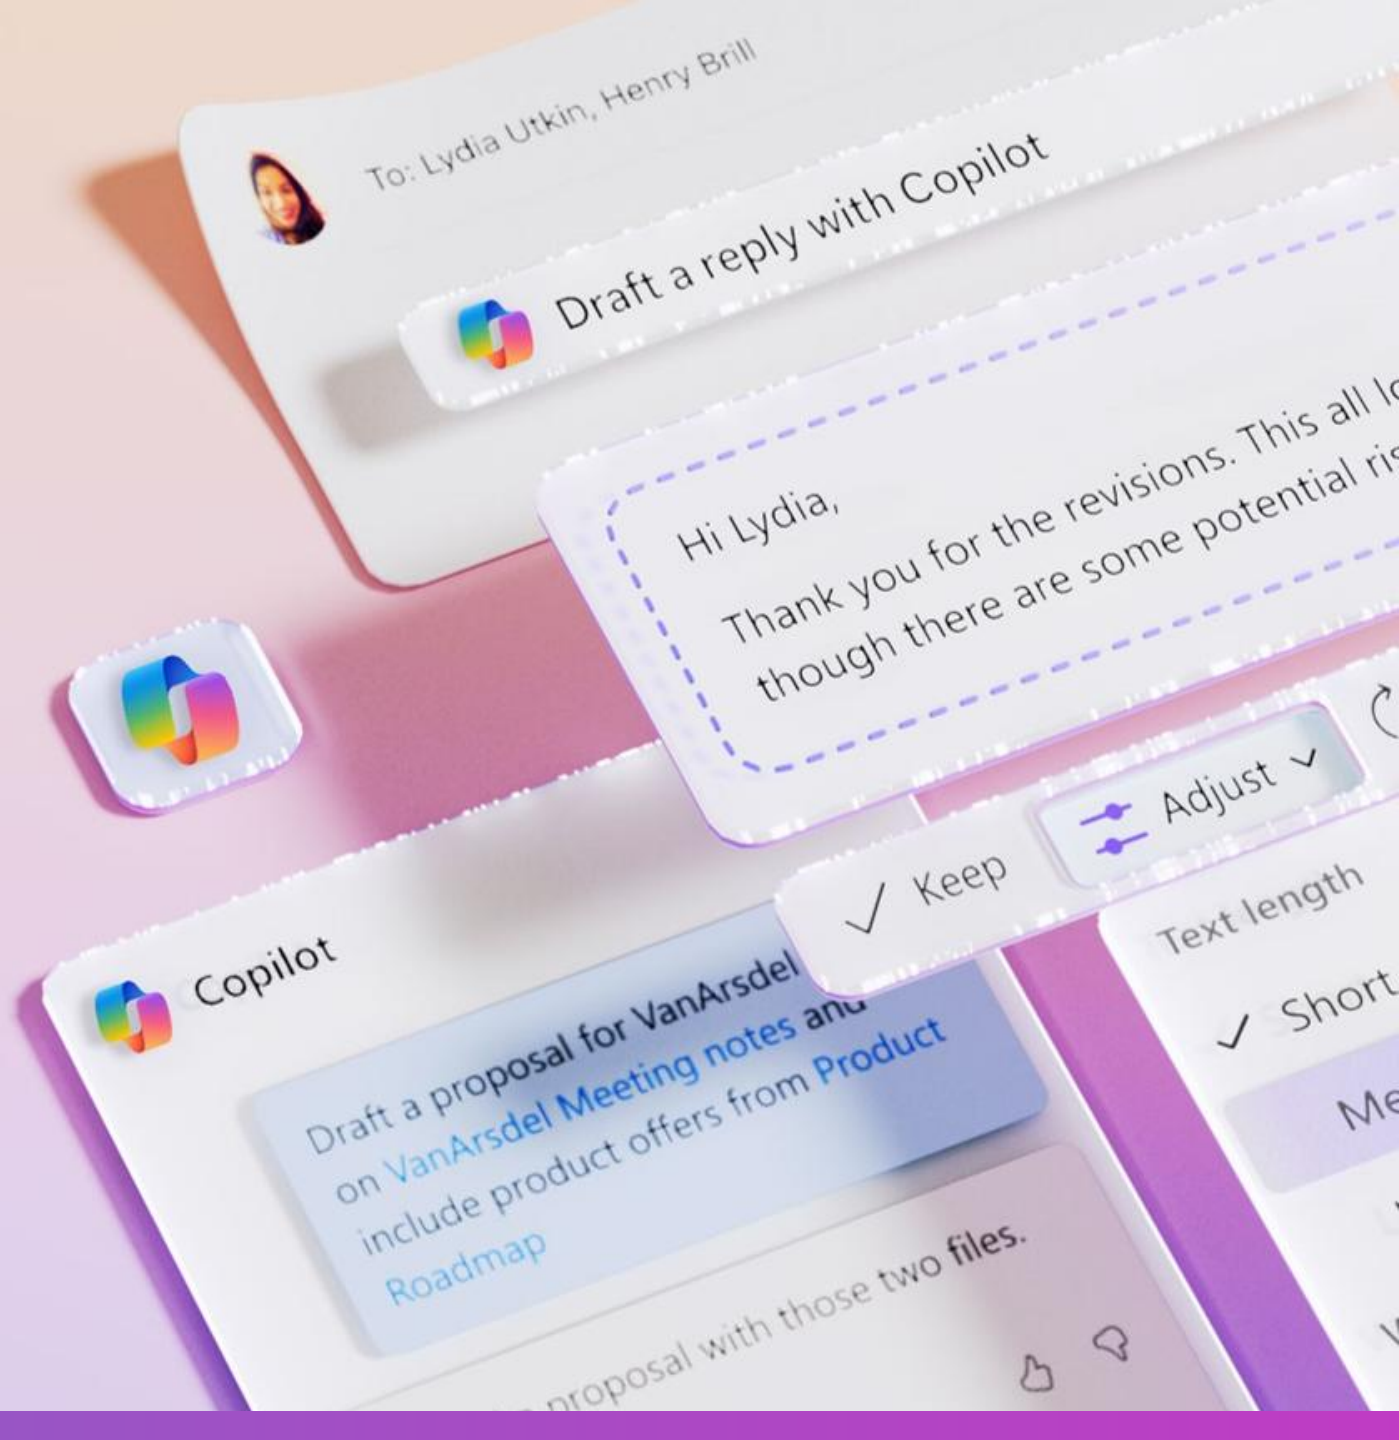 To: Lydia Utkin, Henry Brill
Draft a reply with Copilot
Hi Lydia,
Thank you for the revisions. This all
though there are some potential
Keep
Adjust
Text length
Short
Copilot
Draft a proposal for VanArsdel
on VanArsdel Meeting notes and
include product offers from Product
Roadmap
proposal with those two files.